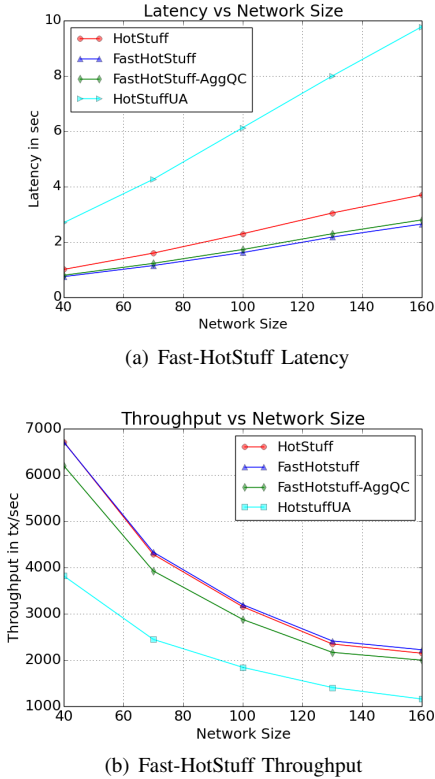 Latency vs Network Size
10
8
6
4
2
0
Latency in sec
HotStuff
FastHotStuff
FastHotStuff-AggQC
HotStuffUA
40 60 80 100 120 140 160
Network Size
(a) Fast-HotStuff Latency
Throughput vs Network Size
7000
6000
5000
4000
3000
2000
1000
Throughput in tx/sec
HotStuff
FastHotstuff
FastHotstuff-AggQC
HotstuffUA
40 60 80 100 120 140 160
Network Size
(b) Fast-HotStuff Throughput